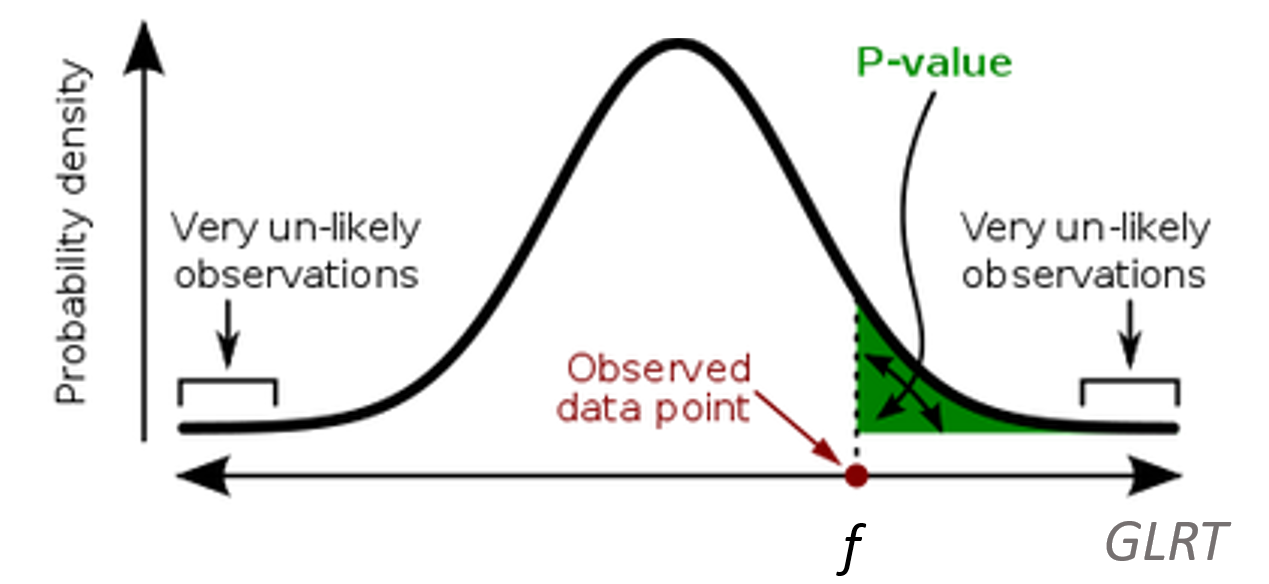 P-value
Probability density
Very un-likely
observations
Very un-likely
observations
Observed
data point
f
GLRT